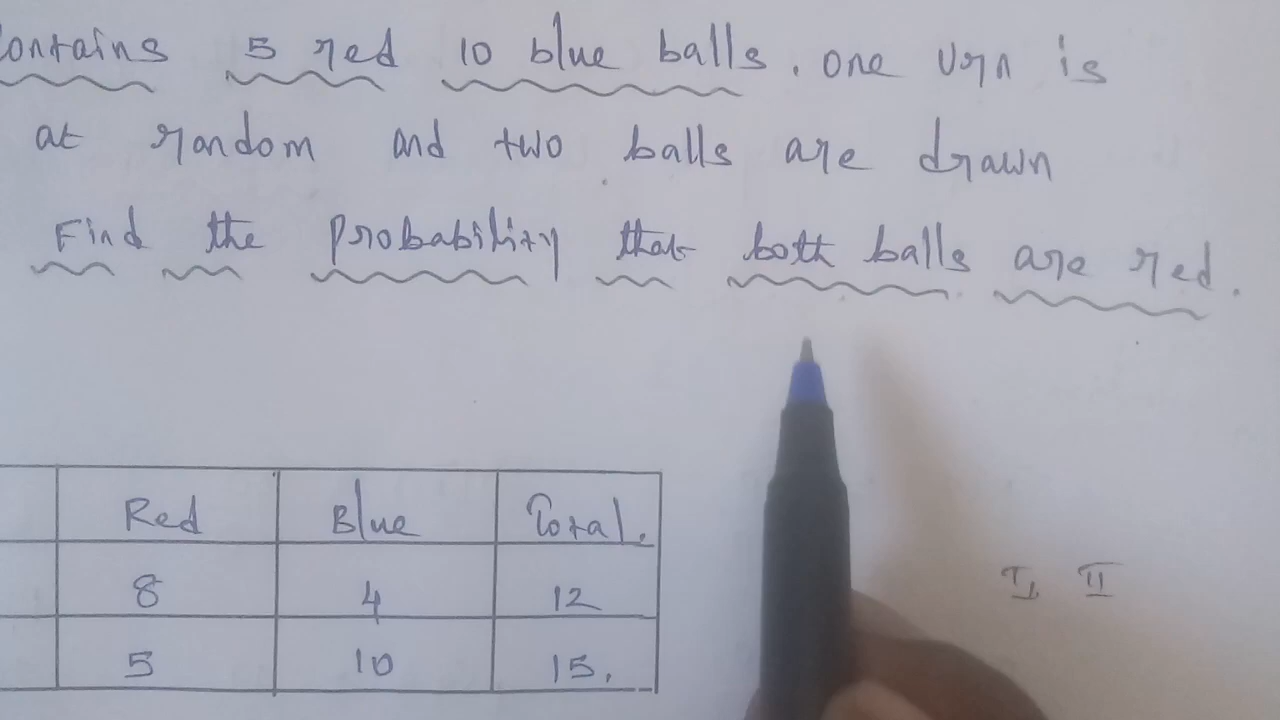 contains 5 red 10 blue balls. one urn is
at random and two balls are drawn
Find the probability that both balls are red.
Red Blue Total.
8 4 12
I II
5 10 15.